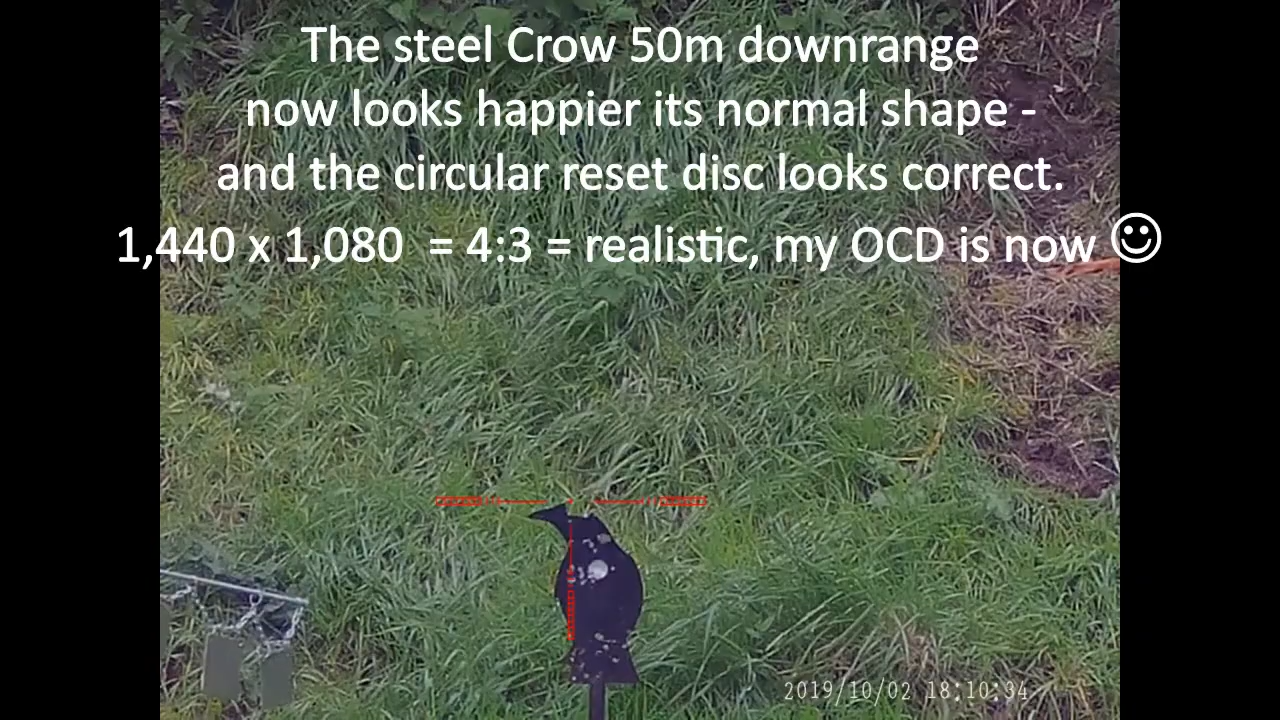 The steel Crow 50m downrange
now looks happier its normal shape -
and the circular reset disc looks correct.
1,440 x 1,080 = 4:3 = realistic, my OCD is now ☺
2019/10/02 18:10:34